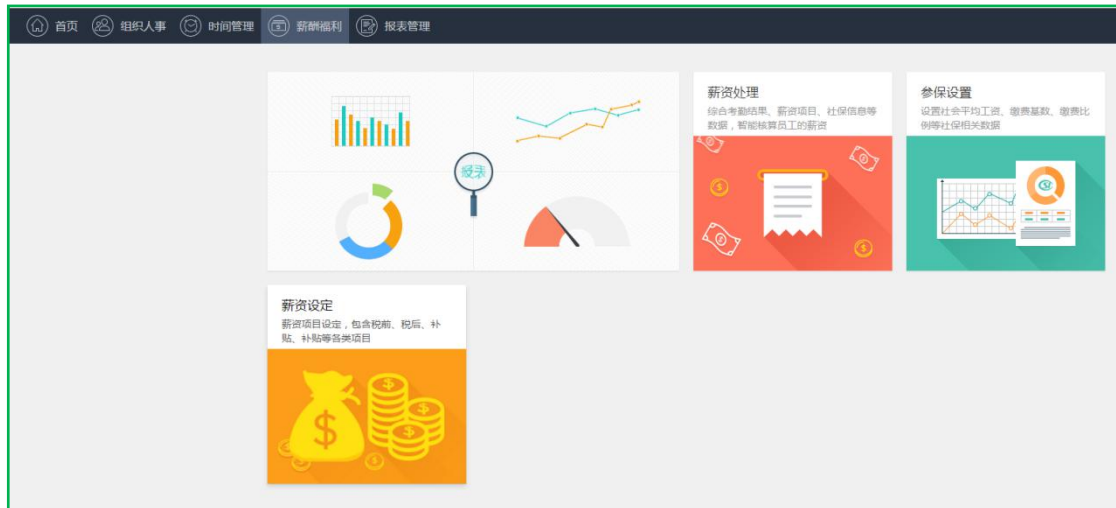 首页 组织人事 时间管理 薪酬福利 报表管理
报表
薪资处理
综合考勤结果、薪资项目、社保信息等
数据，智能核算员工的薪资
参保设置
设置社会平均工资、缴费基数、缴费比
例等社保相关数据
薪资设定
薪资项目设定，包含税前、税后、补
贴、补贴等各类项目